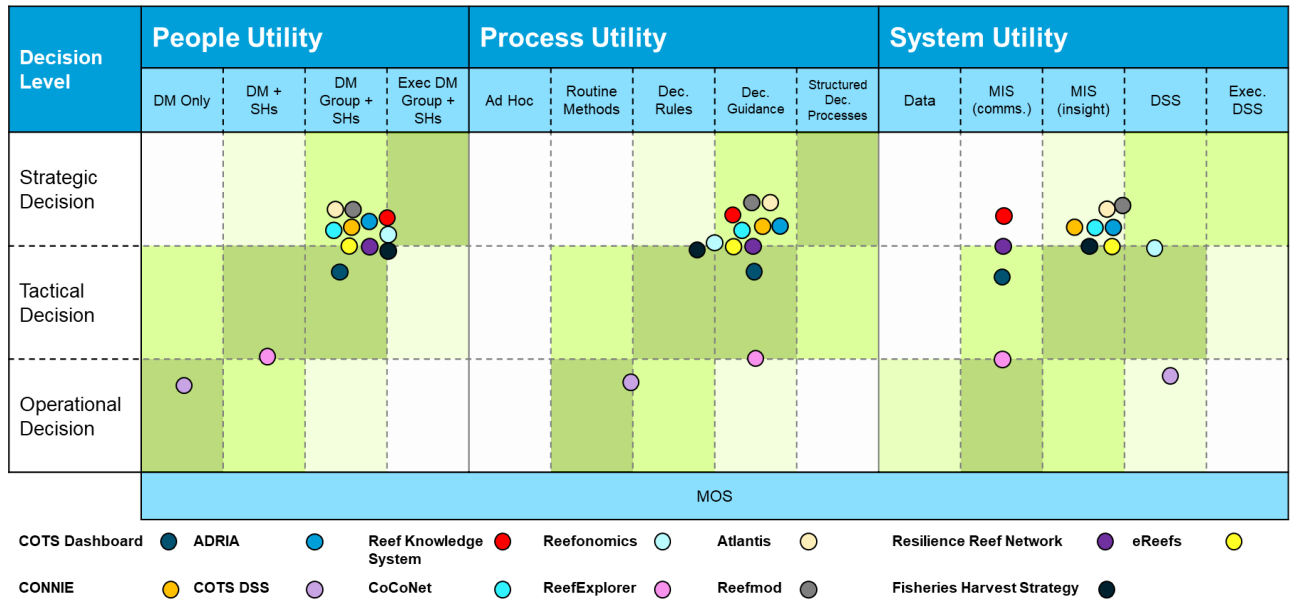 Decision
Level
People Utility
Process Utility
System Utility
DM Only
DM +
SHs
DM
Group +
SHs
Exec DM
Group +
SHs
Ad Hoc
Routine
Methods
Dec.
Rules
Dec.
Guidance
Structured
Dec.
Processes
Data
MIS
(comms.)
MIS
(insight)
DSS
Exec.
DSS
Strategic
Decision
Tactical
Decision
Operational
Decision
MOS
COTS Dashboard
ADRIA
Reef Knowledge
System
Reefonomics
Atlantis
Resilience Reef Network
eReefs
CONNIE
COTS DSS
CoCoNet
ReefExplorer
Reefmod
Fisheries Harvest Strategy